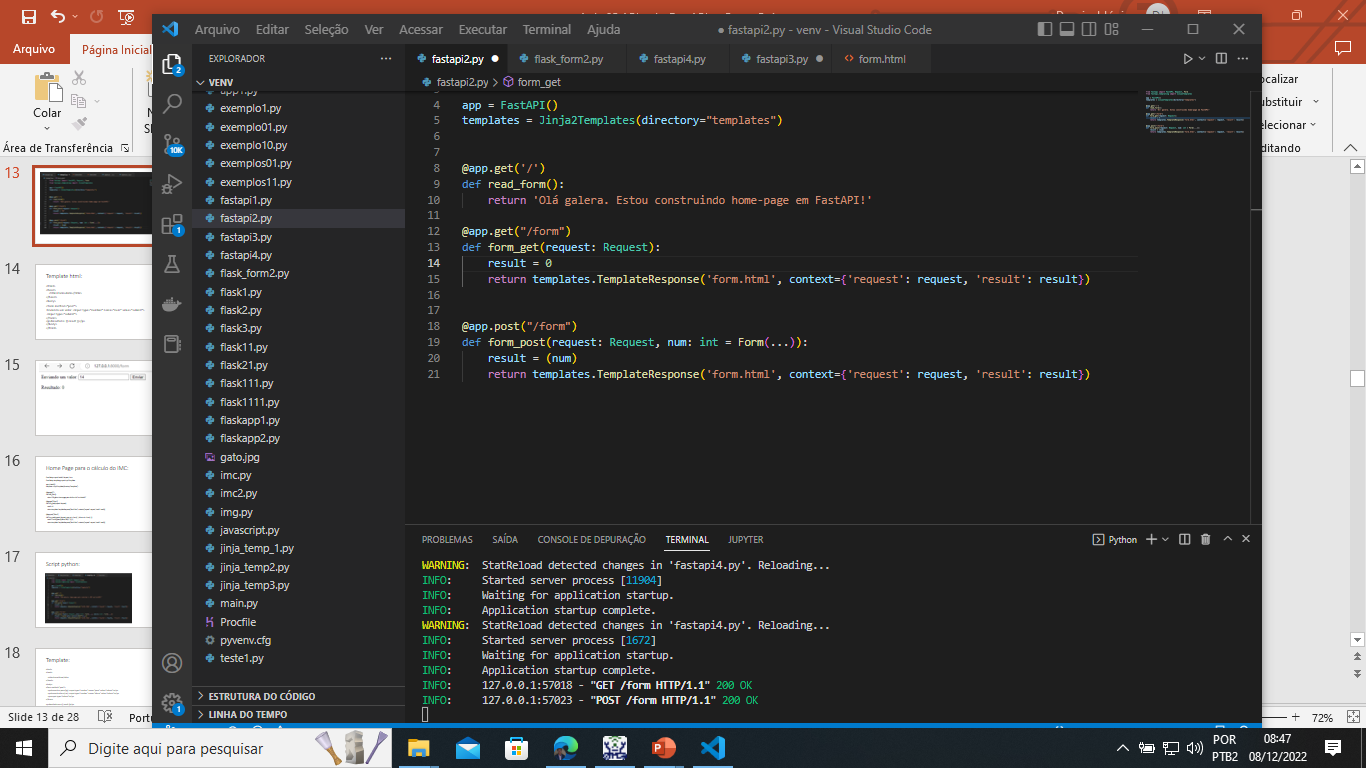 Arquivo
Página Inicial
Colar
Área de Transferência
Localizar
Substituir
Selecionar
Editando
Arquivo Editar Seleção Ver Acessar Executar Terminal Ajuda
● fastapi2.py - venv - Visual Studio Code
EXPLORADOR
VENV
app1.py
exemplo1.py
exemplo01.py
exemplo10.py
exemplos01.py
exemplos11.py
fastapi1.py
fastapi2.py
fastapi3.py
fastapi4.py
flask_form2.py
flask1.py
flask2.py
flask3.py
flask11.py
flask21.py
flask111.py
flask1111.py
flaskapp1.py
flaskapp2.py
gato.jpg
imc.py
imc2.py
img.py
javascript.py
jinja_temp_1.py
jinja_temp2.py
jinja_temp3.py
main.py
Procfile
pyvenv.cfg
teste1.py
ESTRUTURA DO CÓDIGO
LINHA DO TEMPO
2
10K
1
1
fastapi2.py ● flask_form2.py fastapi4.py fastapi3.py ● form.html
fastapi2.py > form_get
4 app = FastAPI()
5 templates = Jinja2Templates(directory="templates")
6
7
8 @app.get('/')
9 def read_form():
10 return 'Olá galera. Estou construindo home-page em FastAPI!'
11
12 @app.get("/form")
13 def form_get(request: Request):
14 result = 0
15 return templates.TemplateResponse('form.html', context={'request': request, 'result': result})
16
17
18 @app.post("/form")
19 def form_post(request: Request, num: int = Form(...)):
20 result = (num)
21 return templates.TemplateResponse('form.html', context={'request': request, 'result': result})
PROBLEMAS SAÍDA CONSOLE DE DEPURAÇÃO TERMINAL JUPYTER
Python
WARNING: StatReload detected changes in 'fastapi4.py'. Reloading...
INFO: Started server process [11904]
INFO: Waiting for application startup.
INFO: Application startup complete.
WARNING: StatReload detected changes in 'fastapi4.py'. Reloading...
INFO: Started server process [1672]
INFO: Waiting for application startup.
INFO: Application startup complete.
INFO: 127.0.0.1:57018 - "GET /form HTTP/1.1" 200 OK
INFO: 127.0.0.1:57023 - "POST /form HTTP/1.1" 200 OK
13
14
Template html:
15
Enviando um valor
Resultado: 0
16
Home Page para o cálculo do IMC:
17
Script python:
18
Template:
Slide 13 de 28
72%
Digite aqui para pesquisar
POR
PTB2
08:47
08/12/2022